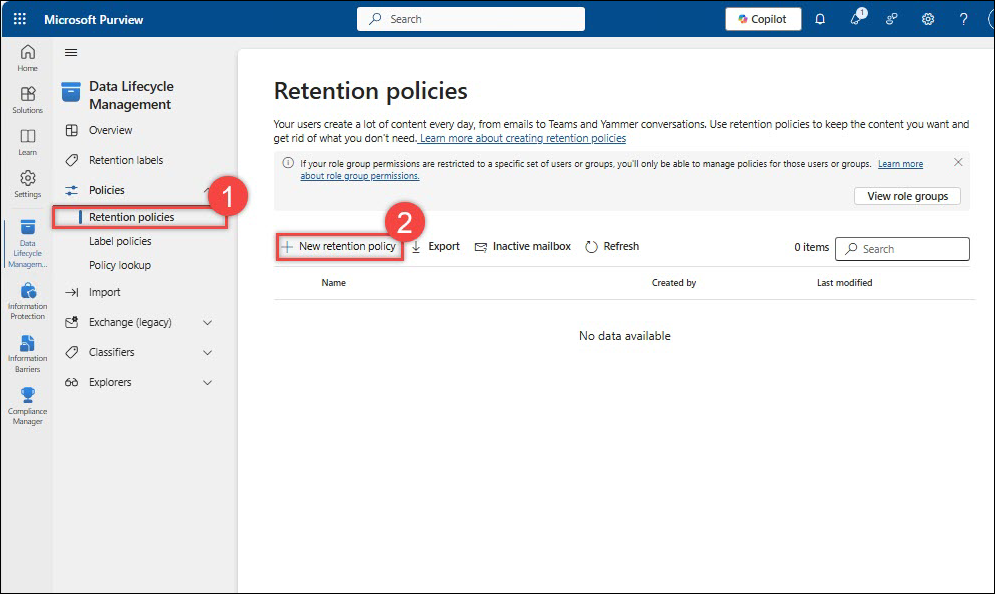 Microsoft Purview
Search
Copilot
1
?
Home
Solutions
Learn
Settings
Data
Lifecycle
Managem...
Information
Protection
Information
Barriers
Compliance
Manager
Data Lifecycle
Management
Overview
Retention labels
Policies
1
Retention policies
Label policies
Policy lookup
Import
Exchange (legacy)
Classifiers
Explorers
Retention policies
Your users create a lot of content every day, from emails to Teams and Yammer conversations. Use retention policies to keep the content you want and
get rid of what you don't need. Learn more about creating retention policies
If your role group permissions are restricted to a specific set of users or groups, you'll only be able to manage policies for those users or groups. Learn more
about role group permissions.
View role groups
2
New retention policy Export Inactive mailbox Refresh 0 items Search
Name Created by Last modified
No data available